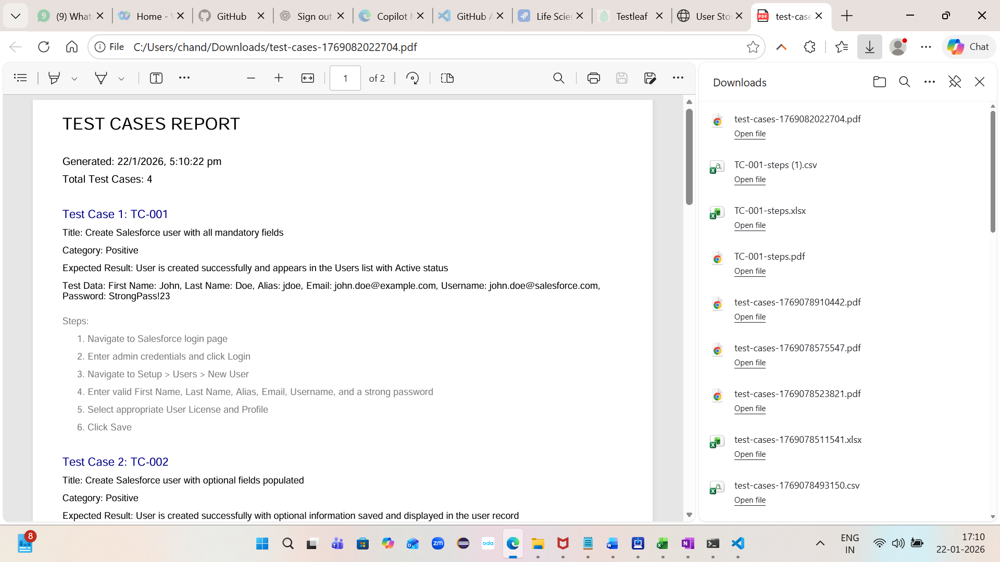 (9) What
Home -
GitHub
Sign out
Copilot
GitHub
Life Scie
Testleaf
User Sto
test-case
File
C:/Users/chand/Downloads/test-cases-1769082022704.pdf
Chat
1
of 2
TEST CASES REPORT
Generated: 22/1/2026, 5:10:22 pm
Total Test Cases: 4
Test Case 1: TC-001
Title: Create Salesforce user with all mandatory fields
Category: Positive
Expected Result: User is created successfully and appears in the Users list with Active status
Test Data: First Name: John, Last Name: Doe, Alias: jdoe, Email: john.doe@example.com, Username: john.doe@salesforce.com,
Password: StrongPass!23
Steps:
1. Navigate to Salesforce login page
2. Enter admin credentials and click Login
3. Navigate to Setup > Users > New User
4. Enter valid First Name, Last Name, Alias, Email, Username, and a strong password
5. Select appropriate User License and Profile
6. Click Save
Test Case 2: TC-002
Title: Create Salesforce user with optional fields populated
Category: Positive
Expected Result: User is created successfully with optional information saved and displayed in the user record
Downloads
test-cases-1769082022704.pdf
Open file
TC-001-steps (1).csv
Open file
TC-001-steps.xlsx
Open file
TC-001-steps.pdf
Open file
test-cases-1769078910442.pdf
Open file
test-cases-1769078575547.pdf
Open file
test-cases-1769078523821.pdf
Open file
test-cases-1769078511541.xlsx
Open file
test-cases-1769078493150.csv
Open file
8
zm
oda
ENG
IN
17:10
22-01-2026